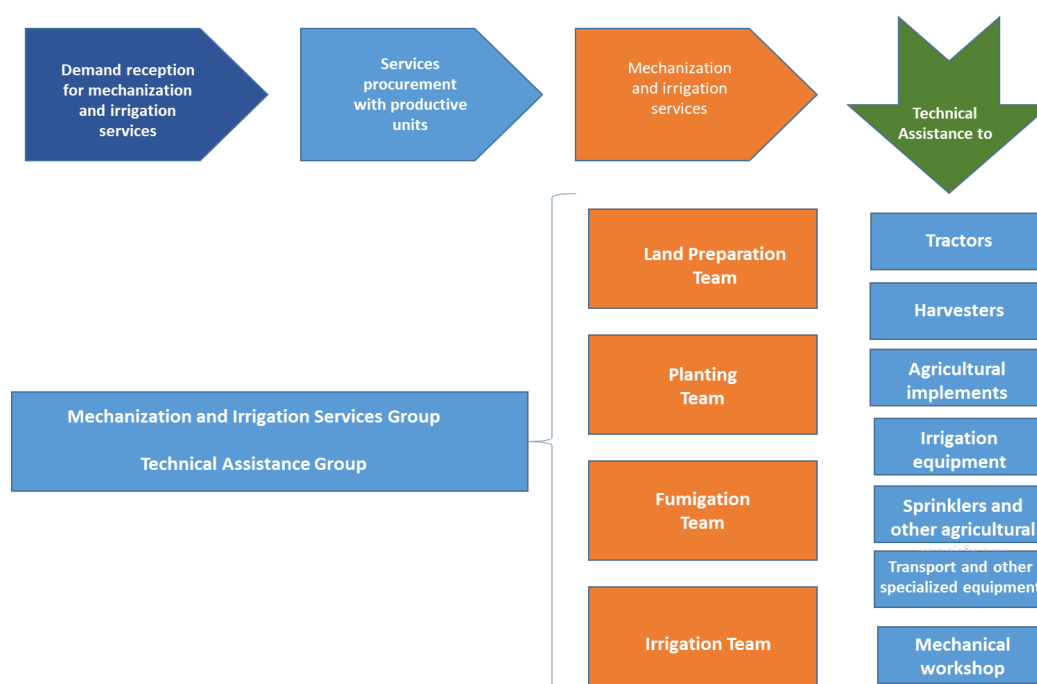 Demand reception
for mechanization
and irrigation
services
Services
procurement
with productive
units
Mechanization
and irrigation
services
Technical
Assistance to
Mechanization and Irrigation Services Group
Technical Assistance Group
Land Preparation
Team
Planting
Team
Fumigation
Team
Irrigation Team
Tractors
Harvesters
Agricultural
implements
Irrigation
equipment
Sprinklers and
other agricultural
Transport and other
specialized equipment
Mechanical
workshop